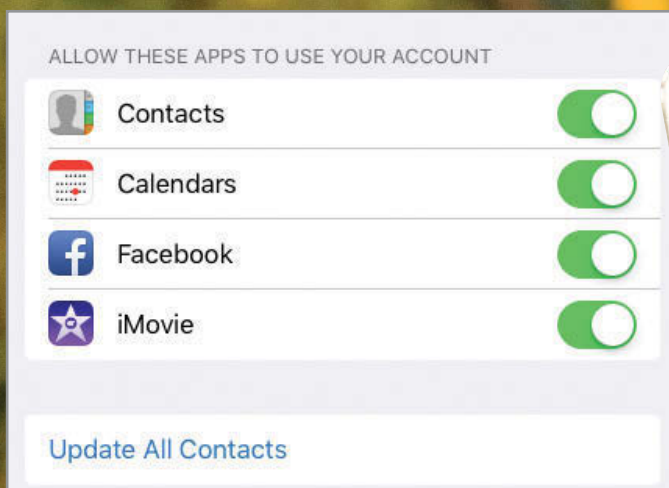 ALLOW THESE APPS TO USE YOUR ACCOUNT
Contacts
Calendars
Facebook
iMovie
Update All Contacts